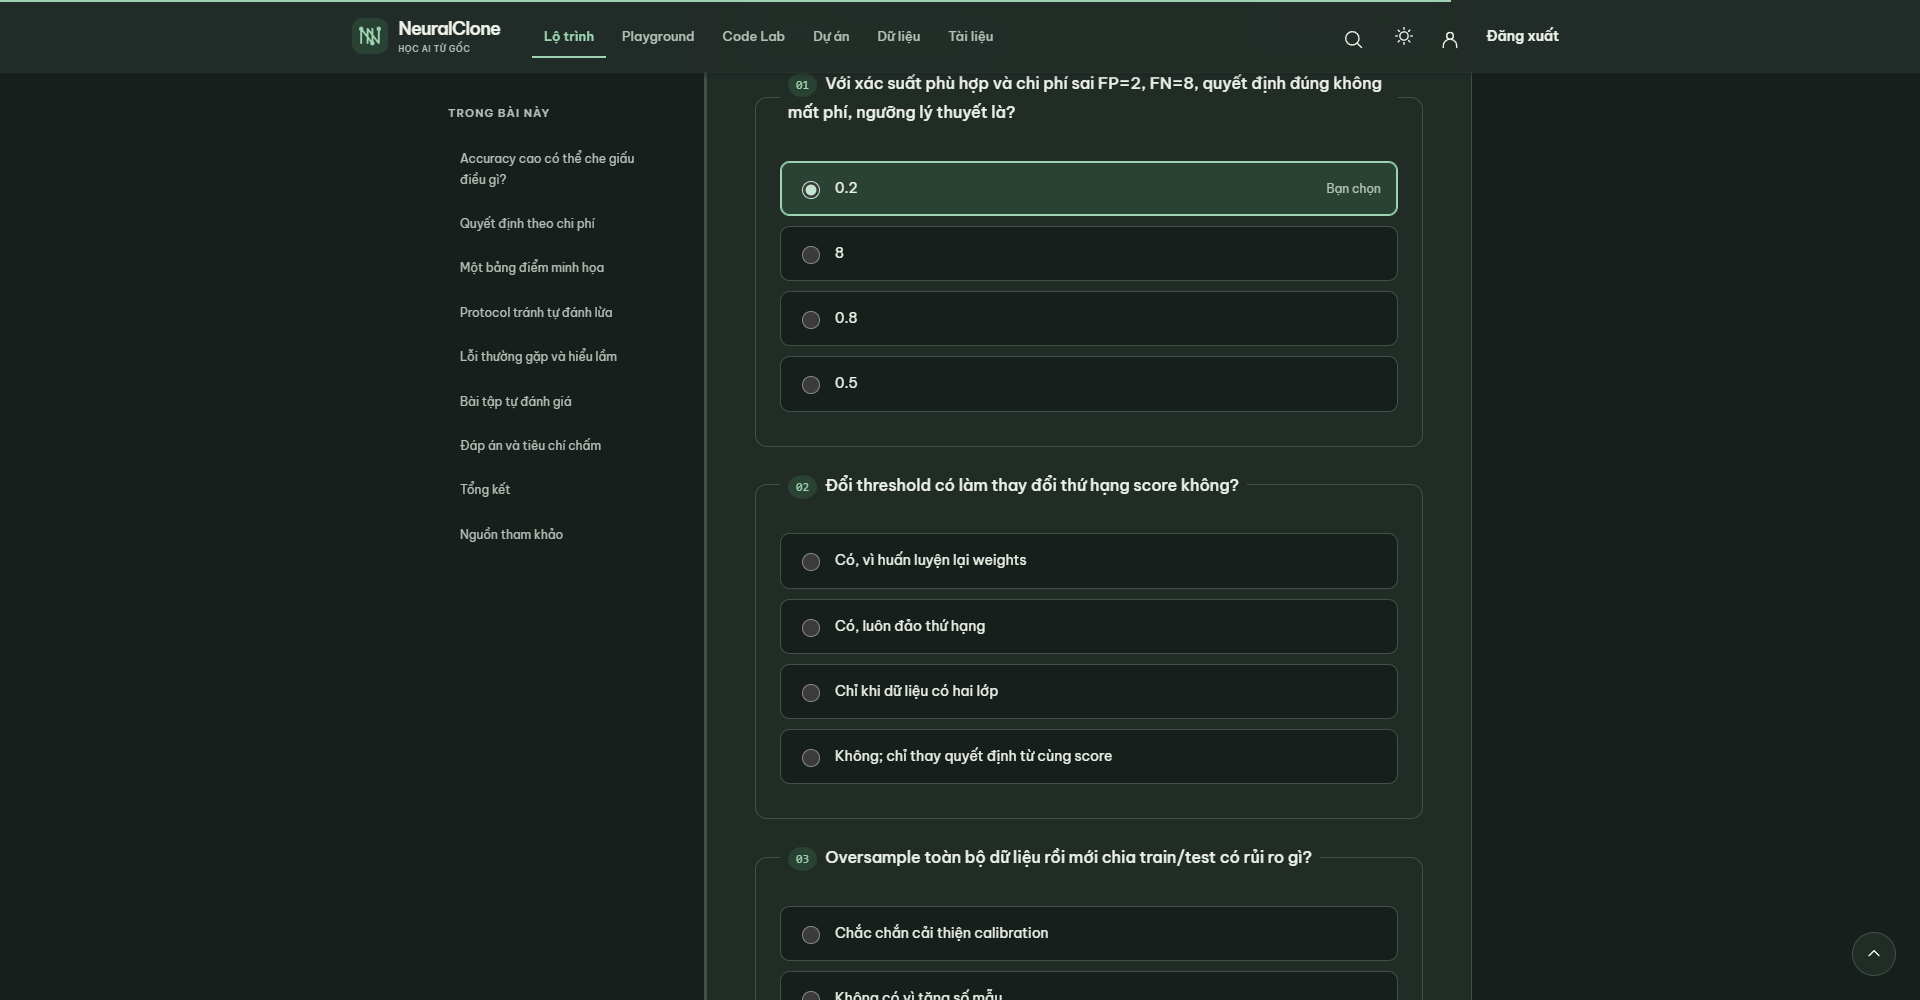 NeuralClone
HỌC AI TỪ GỐC
Lộ trình
Playground
Code Lab
Dự án
Dữ liệu
Tài liệu
Đăng xuất
TRONG BÀI NÀY
Accuracy cao có thể che giấu
điều gì?
Quyết định theo chi phí
Một bảng điểm minh họa
Protocol tránh tự đánh lừa
Lỗi thường gặp và hiểu lầm
Bài tập tự đánh giá
Đáp án và tiêu chí chấm
Tổng kết
Nguồn tham khảo
01 Với xác suất phù hợp và chi phí sai FP=2, FN=8, quyết định đúng không
mất phí, ngưỡng lý thuyết là?
0.2
Bạn chọn
8
0.8
0.5
02 Đổi threshold có làm thay đổi thứ hạng score không?
Có, vì huấn luyện lại weights
Có, luôn đảo thứ hạng
Chỉ khi dữ liệu có hai lớp
Không; chỉ thay quyết định từ cùng score
03 Oversample toàn bộ dữ liệu rồi mới chia train/test có rủi ro gì?
Chắc chắn cải thiện calibration
Không có vì tăng số mẫu